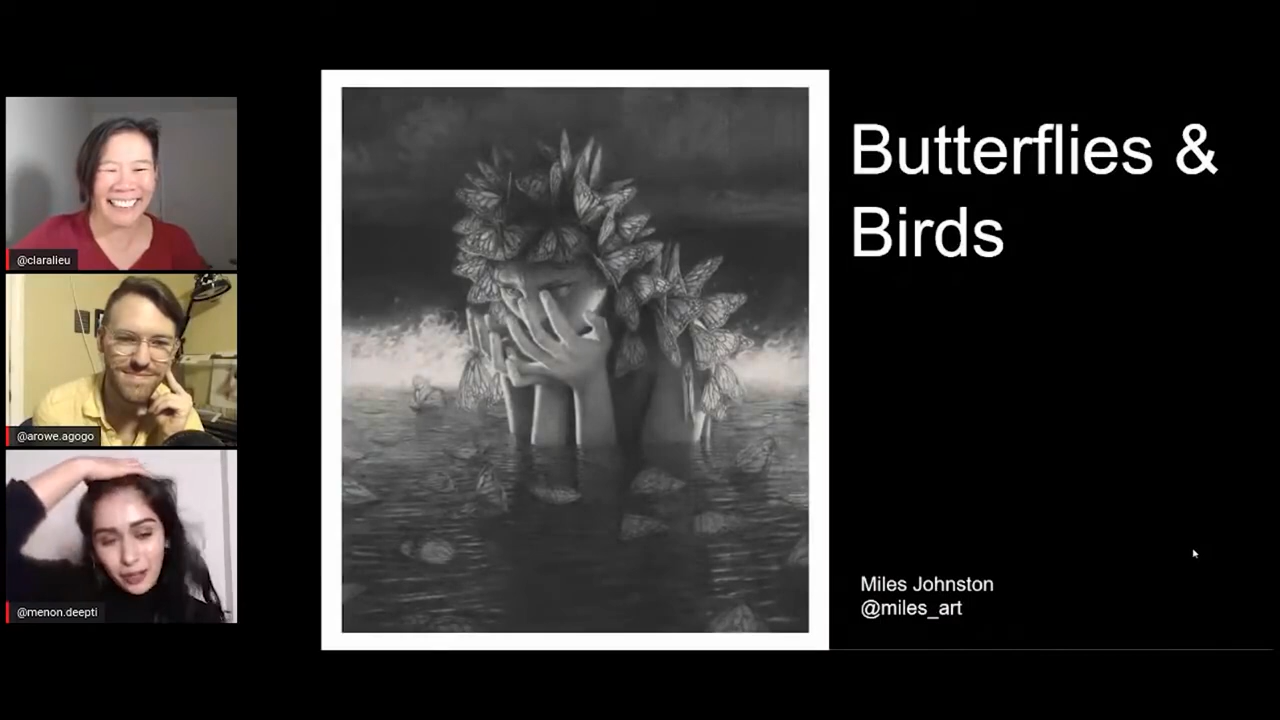 @claralieu
@arowe.agogo
@menon.deepti
Butterflies &
Birds
Miles Johnston
@miles_art